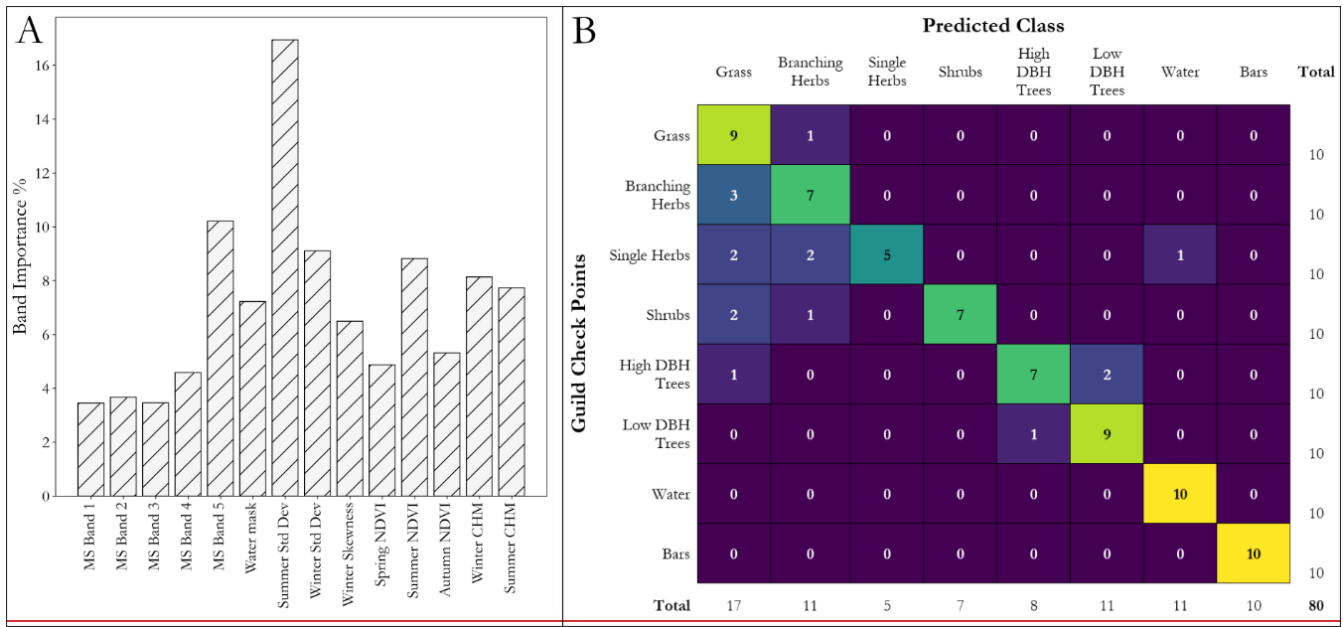 A
Band Importance %
16
14
12
10
8
6
4
2
0
MS Band 1
MS Band 2
MS Band 3
MS Band 4
MS Band 5
Water mask
Summer Std Dev
Winter Std Dev
Winter Skewness
Spring NDVI
Summer NDVI
Autumn NDVI
Winter CHM
Summer CHM
B
Predicted Class
Grass
Branching
Herbs
Single
Herbs
Shrubs
High
DBH
Trees
Low
DBH
Trees
Water
Bars
Total
Guild Check Points
Grass 9 1 0 0 0 0 0 0 10
Branching
Herbs 3 7 0 0 0 0 0 0 10
Single Herbs 2 2 5 0 0 0 1 0 10
Shrubs 2 1 0 7 0 0 0 0 10
High DBH
Trees 1 0 0 0 7 2 0 0 10
Low DBH
Trees 0 0 0 0 1 9 0 0 10
Water 0 0 0 0 0 0 10 0 10
Bars 0 0 0 0 0 0 0 10 10
Total 17 11 5 7 8 11 11 10 80